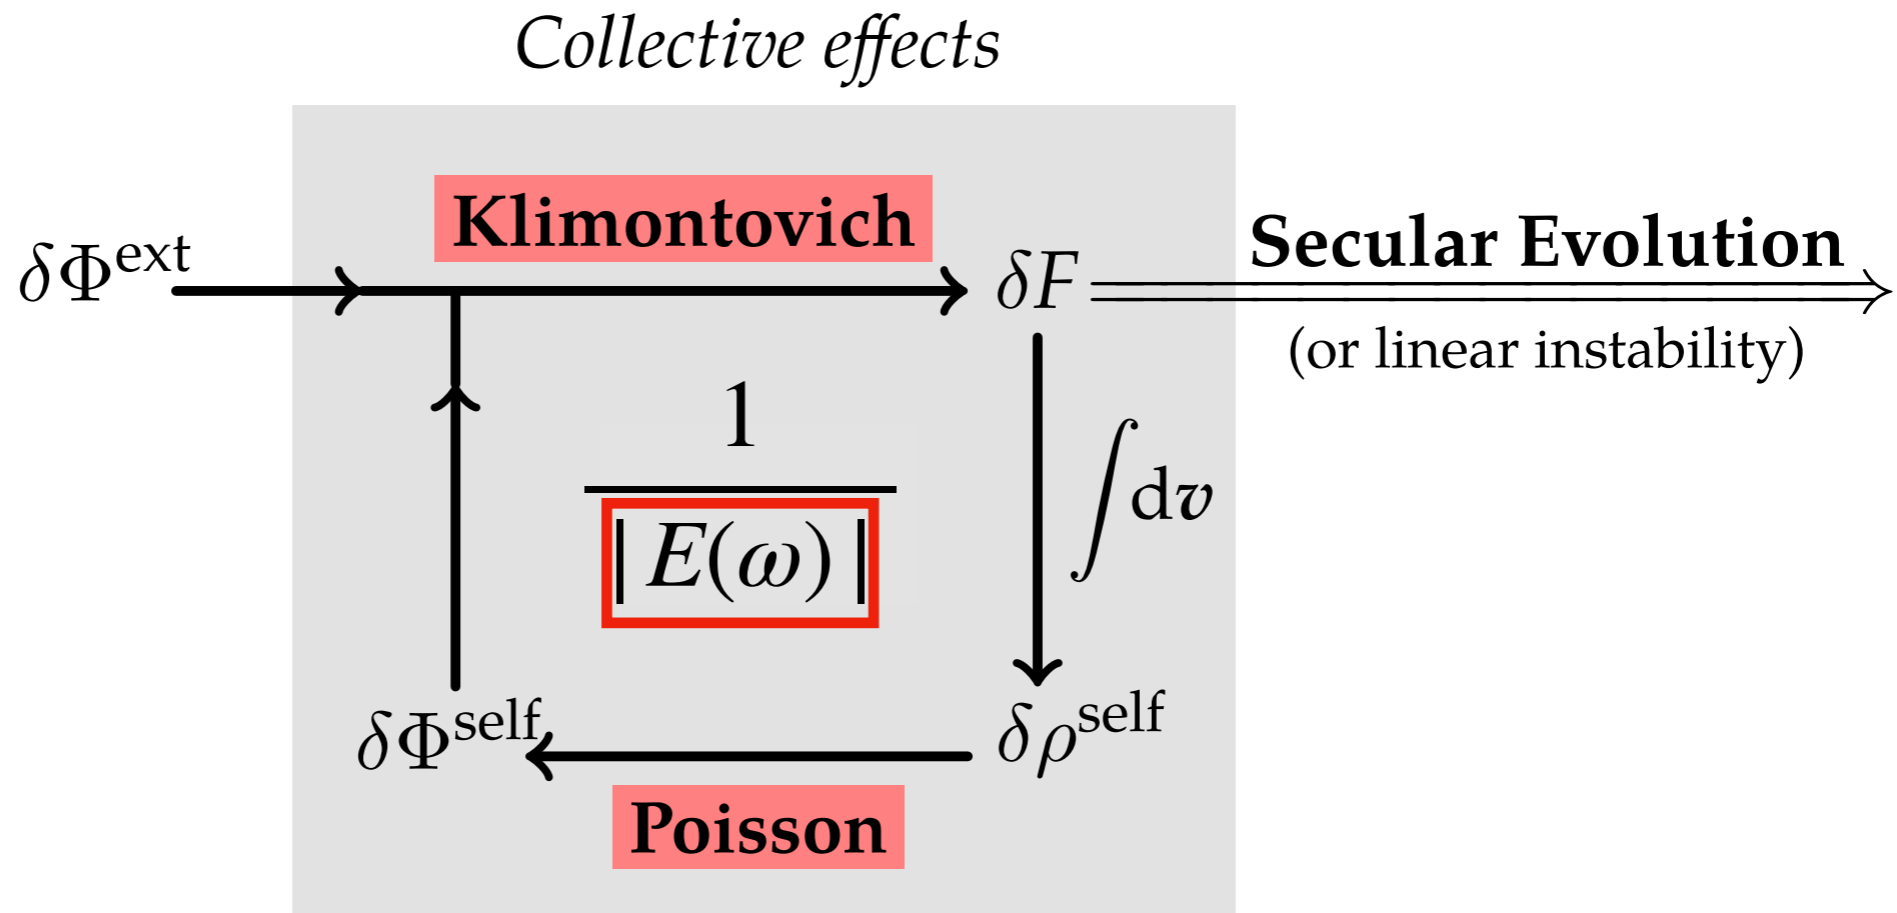 Collective effects
Klimontovich
δΦ^ext
δF
Secular Evolution
(or linear instability)
1
| E(ω) |
∫dv
δΦ^self
δρ^self
Poisson